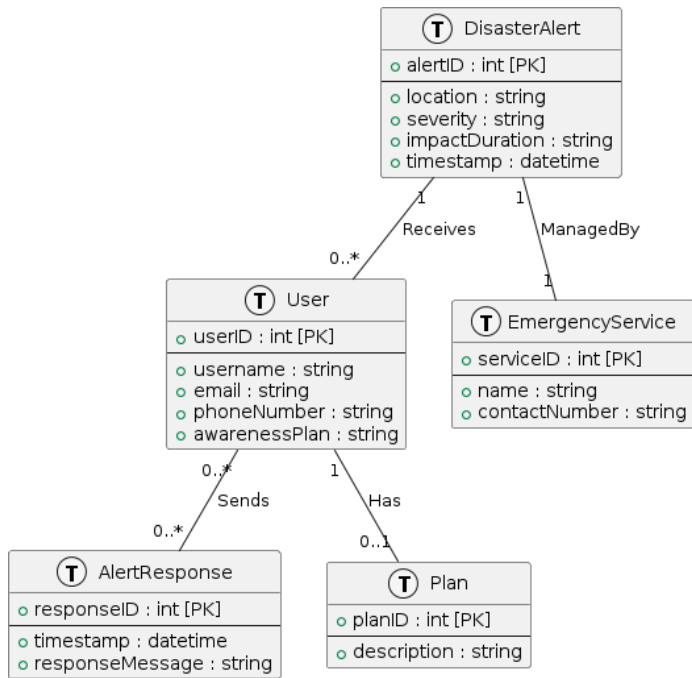 T DisasterAlert
alertID : int [PK]
location : string
severity : string
impactDuration : string
timestamp : datetime
1
1
Receives
ManagedBy
0..*
1
T User
userID : int [PK]
username : string
email : string
phoneNumber : string
awarenessPlan : string
T EmergencyService
serviceID : int [PK]
name : string
contactNumber : string
0..*
1
Sends
Has
0..*
0..1
T AlertResponse
responseID : int [PK]
timestamp : datetime
responseMessage : string
T Plan
planID : int [PK]
description : string